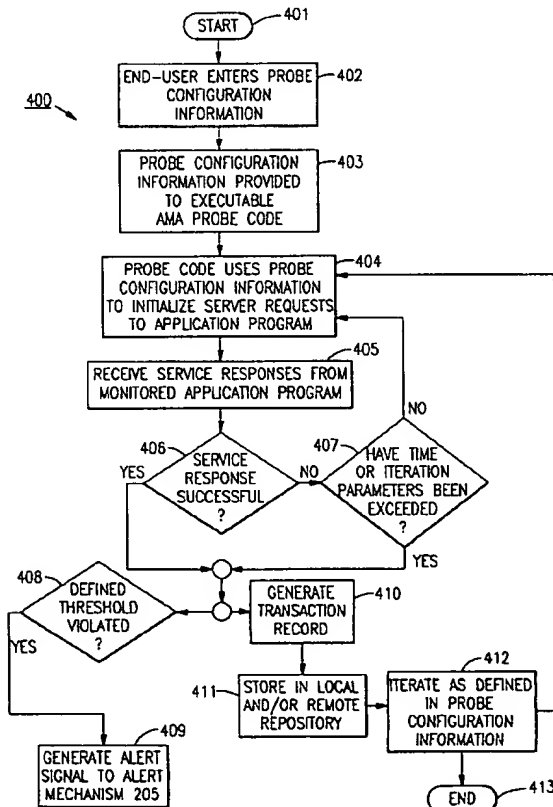 START
401
END-USER ENTERS PROBE
CONFIGURATION
INFORMATION
402
400
PROBE CONFIGURATION
INFORMATION PROVIDED
TO EXECUTABLE
AMA PROBE CODE
403
PROBE CODE USES PROBE
CONFIGURATION INFORMATION
TO INITIALIZE SERVER REQUESTS
TO APPLICATION PROGRAM
404
RECEIVE SERVICE RESPONSES FROM
MONITORED APPLICATION PROGRAM
405
406
SERVICE
RESPONSE
SUCCESSFUL
?
YES
NO
407
HAVE TIME
OR ITERATION
PARAMETERS BEEN
EXCEEDED
?
NO
YES
408
DEFINED
THRESHOLD
VIOLATED
?
YES
GENERATE
TRANSACTION
RECORD
410
411
STORE IN LOCAL
AND/OR REMOTE
REPOSITORY
412
ITERATE AS DEFINED
IN PROBE
CONFIGURATION
INFORMATION
409
GENERATE ALERT
SIGNAL TO ALERT
MECHANISM 205
END
413